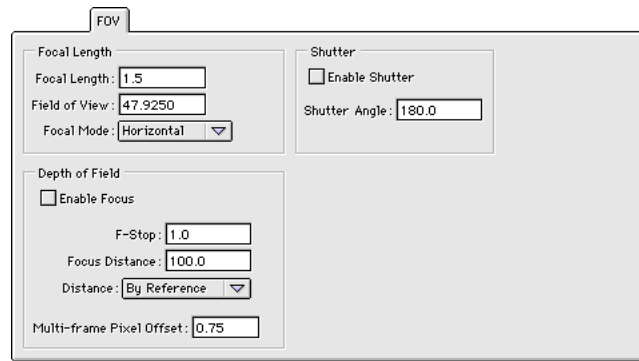 FOV
Focal Length
Focal Length: 1.5
Field of View: 47.9250
Focal Mode: Horizontal
Shutter
Enable Shutter
Shutter Angle: 180.0
Depth of Field
Enable Focus
F-Stop: 1.0
Focus Distance: 100.0
Distance: By Reference
Multi-frame Pixel Offset: 0.75